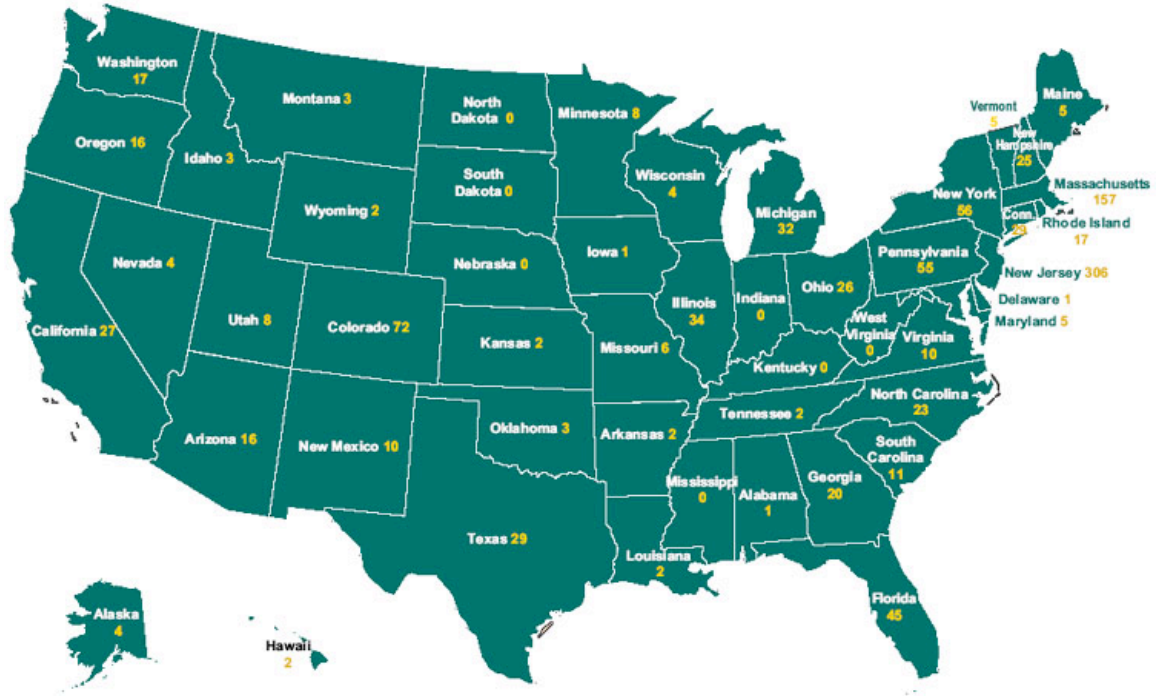 Washington
17
Oregon 16
California 27
Nevada 4
Idaho 3
Montana 3
Wyoming 2
Utah 8
Colorado 72
Arizona 16
New Mexico 10
North
Dakota 0
South
Dakota 0
Nebraska 0
Kansas 2
Oklahoma 3
Texas 29
Minnesota 8
Iowa 1
Missouri 6
Arkansas 2
Louisiana
2
Wisconsin
4
Illinois
34
Michigan
32
Indiana
0
Ohio 26
Kentucky 0
Tennessee 2
Mississippi
0
Alabama
1
Georgia
20
Florida
45
South
Carolina
11
North Carolina
23
Virginia
10
West
Virginia
0
Pennsylvania
55
New York
56
Vermont
5
New
Hampshire
25
Maine
5
Massachusetts
157
Conn.
Rhode Island
17
New Jersey 306
Delaware 1
Maryland 5
Alaska
4
Hawaii
2